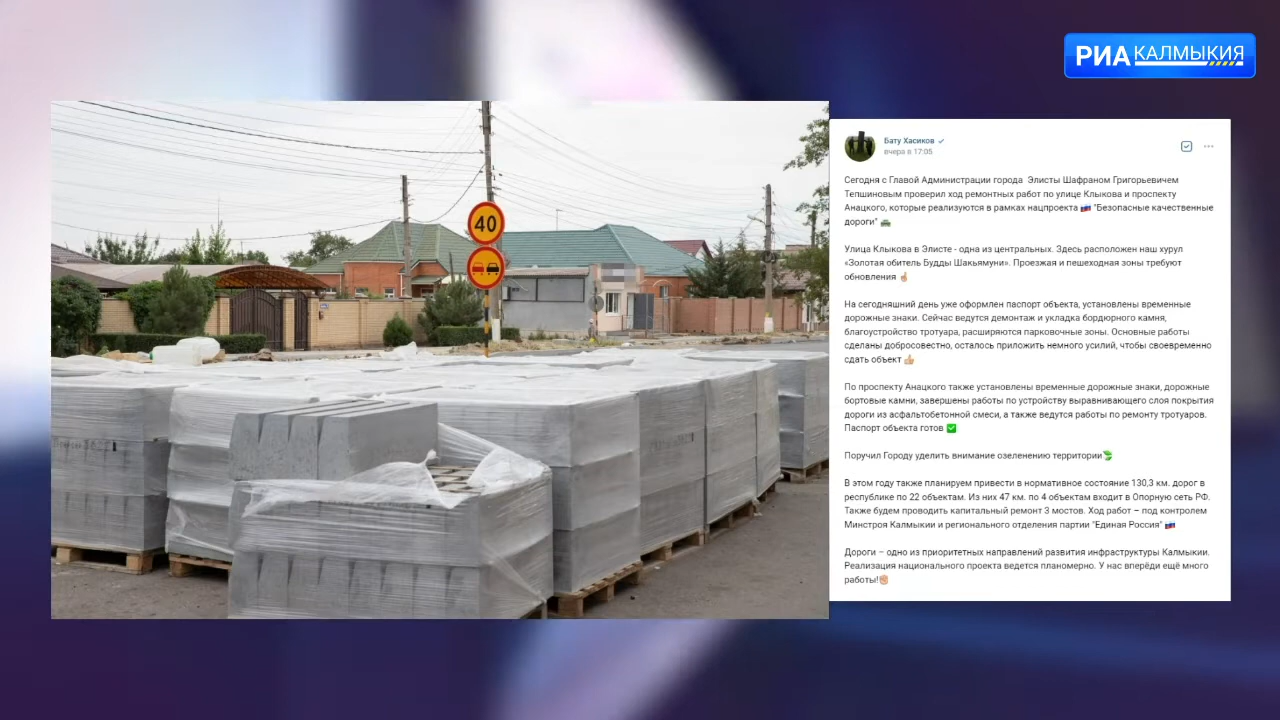 РИА КАЛМЫКИЯ
40
Бату Хасиков
вчера в 17:05
Сегодня с Главой Администрации города Элисты Шафраном Григорьевичем
Тепшиновым проверил ход ремонтных работ по улице Клыкова и проспекту
Анацкого, которые реализуются в рамках нацпроекта 🇷🇺 "Безопасные качественные
дороги" 🚔
Улица Клыкова в Элисте - одна из центральных. Здесь расположен наш хурул
«Золотая обитель Будды Шакьямуни». Проезжая и пешеходная зоны требуют
обновления ☝🏼
На сегодняшний день уже оформлен паспорт объекта, установлены временные
дорожные знаки. Сейчас ведутся демонтаж и укладка бордюрного камня,
благоустройство тротуара, расширяются парковочные зоны. Основные работы
сделаны добросовестно, осталось приложить немного усилий, чтобы своевременно
сдать объект 👍🏼
По проспекту Анацкого также установлены временные дорожные знаки, дорожные
бортовые камни, завершены работы по устройству выравнивающего слоя покрытия
дороги из асфальтобетонной смеси, а также ведутся работы по ремонту тротуаров.
Паспорт объекта готов ✅
Поручил Городу уделить внимание озеленению территории🌱
В этом году также планируем привести в нормативное состояние 130,3 км. дорог в
республике по 22 объектам. Из них 47 км. по 4 объектам входит в Опорную сеть РФ.
Также будем проводить капитальный ремонт 3 мостов. Ход работ – под контролем
Минстроя Калмыкии и регионального отделения партии "Единая Россия" 🇷🇺
Дороги – одно из приоритетных направлений развития инфраструктуры Калмыкии.
Реализация национального проекта ведется планомерно. У нас вперёди ещё много
работы!👊🏼